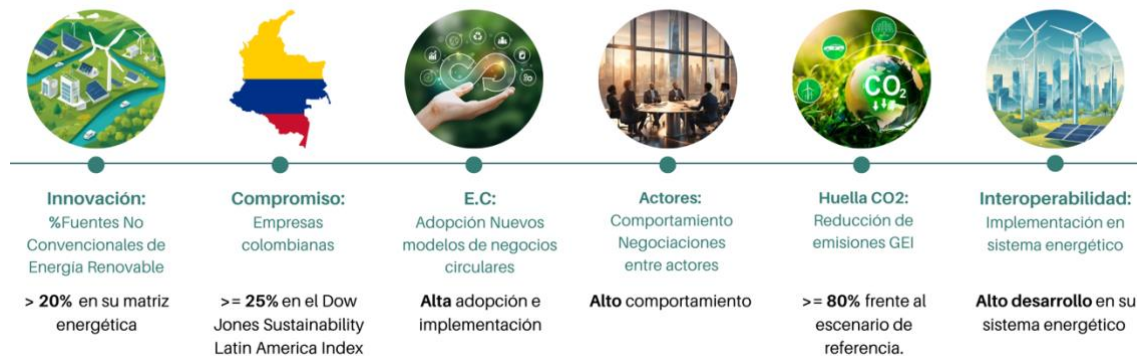 CO₂
Innovación:
%Fuentes No
Convencionales de
Energía Renovable
> 20% en su matriz
energética
Compromiso:
Empresas
colombianas
>= 25% en el Dow
Jones Sustainability
Latin America Index
E.C:
Adopción Nuevos
modelos de negocios
circulares
Alta adopción e
implementación
Actores:
Comportamiento
Negociaciones
entre actores
Alto comportamiento
Huella CO2:
Reducción de
emisiones GEI
>= 80% frente al
escenario de
referencia.
Interoperabilidad:
Implementación en
sistema energético
Alto desarrollo en su
sistema energético